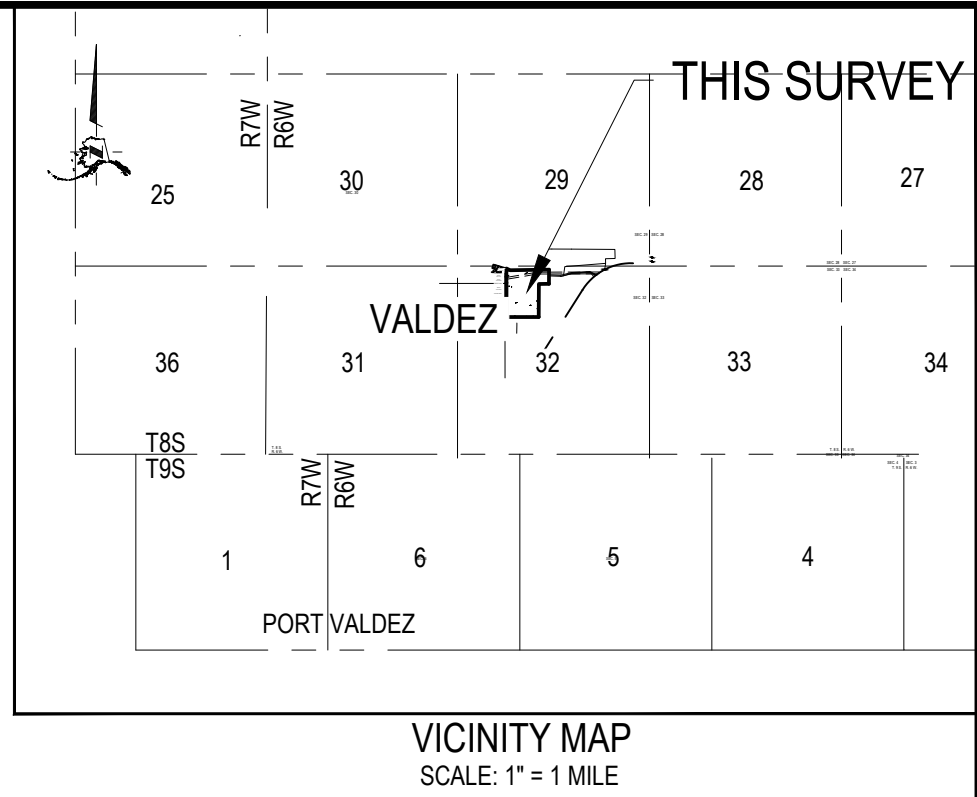 THIS SURVEY
R7W
R6W
25
30
29
28
27
VALDEZ
36
31
32
33
34
T8S
T9S
R7W
R6W
1
6
5
4
PORT VALDEZ
VICINITY MAP
SCALE: 1" = 1 MILE